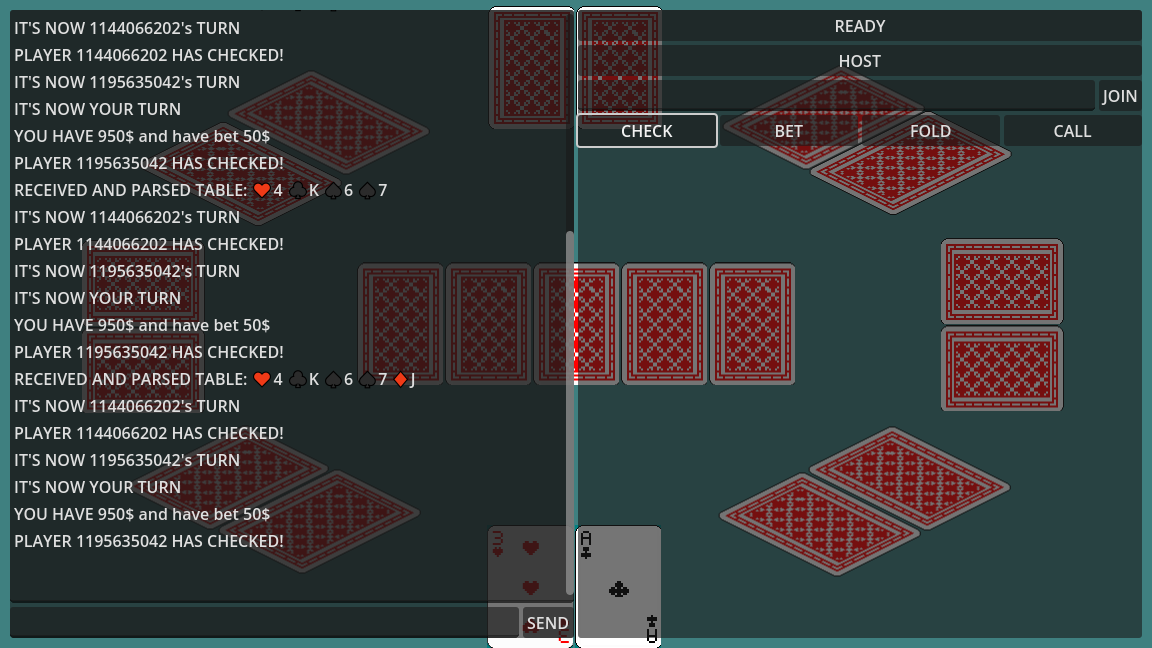 IT'S NOW 1144066202's TURN
PLAYER 1144066202 HAS CHECKED!
IT'S NOW 1195635042's TURN
IT'S NOW YOUR TURN
YOU HAVE 950$ and have bet 50$
PLAYER 1195635042 HAS CHECKED!
RECEIVED AND PARSED TABLE: ♥4 ♣K ♠6 ♠7
IT'S NOW 1144066202's TURN
PLAYER 1144066202 HAS CHECKED!
IT'S NOW 1195635042's TURN
IT'S NOW YOUR TURN
YOU HAVE 950$ and have bet 50$
PLAYER 1195635042 HAS CHECKED!
RECEIVED AND PARSED TABLE: ♥4 ♣K ♠6 ♠7 ♦J
IT'S NOW 1144066202's TURN
PLAYER 1144066202 HAS CHECKED!
IT'S NOW 1195635042's TURN
IT'S NOW YOUR TURN
YOU HAVE 950$ and have bet 50$
PLAYER 1195635042 HAS CHECKED!
SEND
READY
HOST
JOIN
CHECK BET FOLD CALL
3
3
A
A